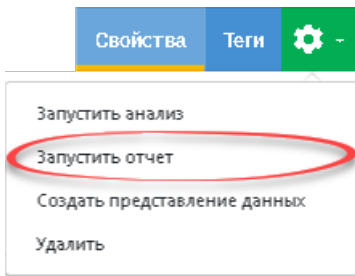 Свойства Теги
Запустить анализ
Запустить отчет
Создать представление данных
Удалить